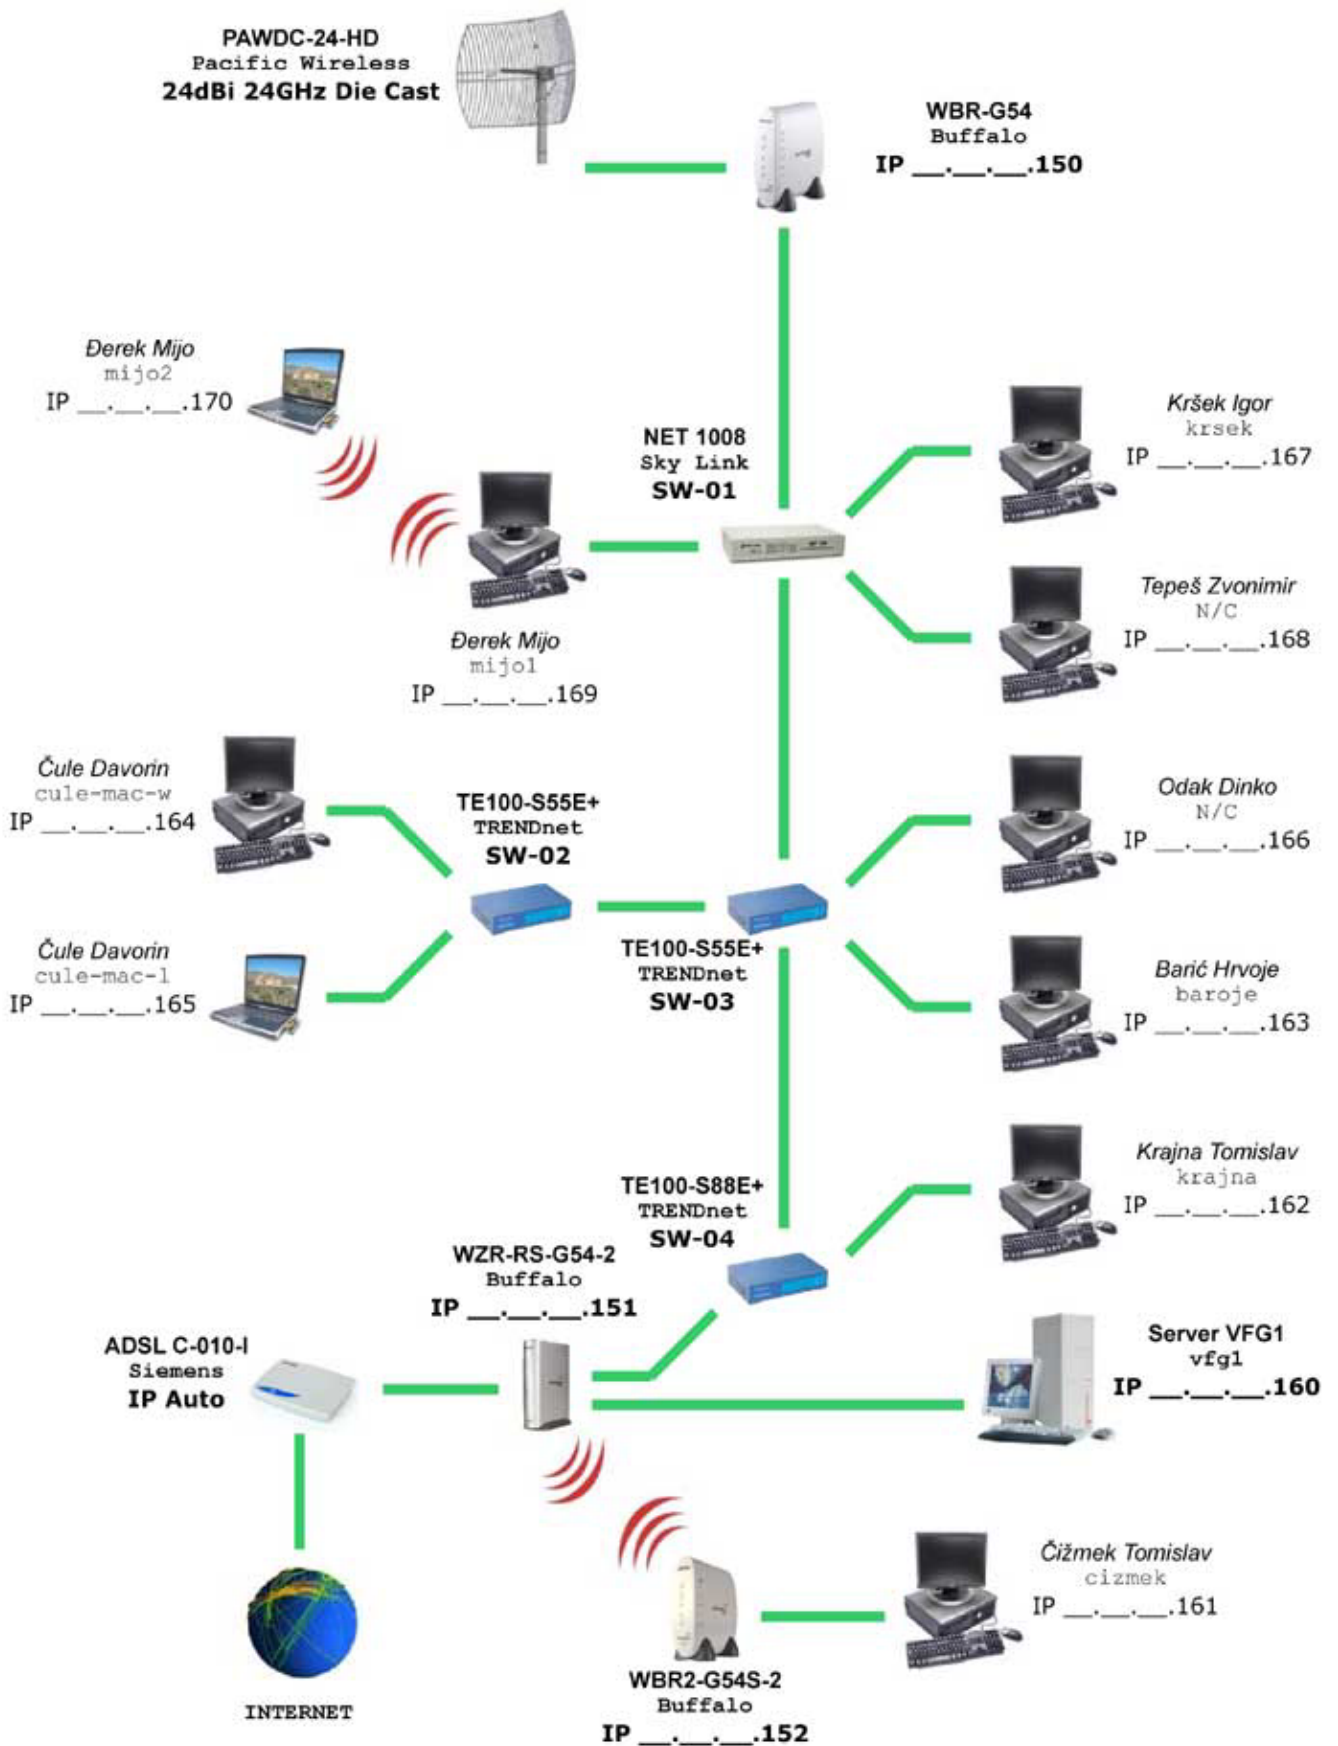 PAWDC-24-HD
Pacific Wireless
24dBi 24GHz Die Cast
WBR-G54
Buffalo
IP __.__.__.150
Đerek Mijo
mijo2
IP __.__.__.170
NET 1008
Sky Link
SW-01
Kršek Igor
krsek
IP __.__.__.167
Tepeš Zvonimir
N/C
IP __.__.__.168
Đerek Mijo
mijo1
IP __.__.__.169
Čule Davorin
cule-mac-w
IP __.__.__.164
TE100-S55E+
TRENDnet
SW-02
Odak Dinko
N/C
IP __.__.__.166
Čule Davorin
cule-mac-l
IP __.__.__.165
TE100-S55E+
TRENDnet
SW-03
Barić Hrvoje
baroje
IP __.__.__.163
Krajna Tomislav
krajna
IP __.__.__.162
TE100-S88E+
TRENDnet
SW-04
WZR-RS-G54-2
Buffalo
IP __.__.__.151
ADSL C-010-I
Siemens
IP Auto
Server VFG1
vfg1
IP __.__.__.160
Čižmek Tomislav
cizmek
IP __.__.__.161
INTERNET
WBR2-G54S-2
Buffalo
IP __.__.__.152